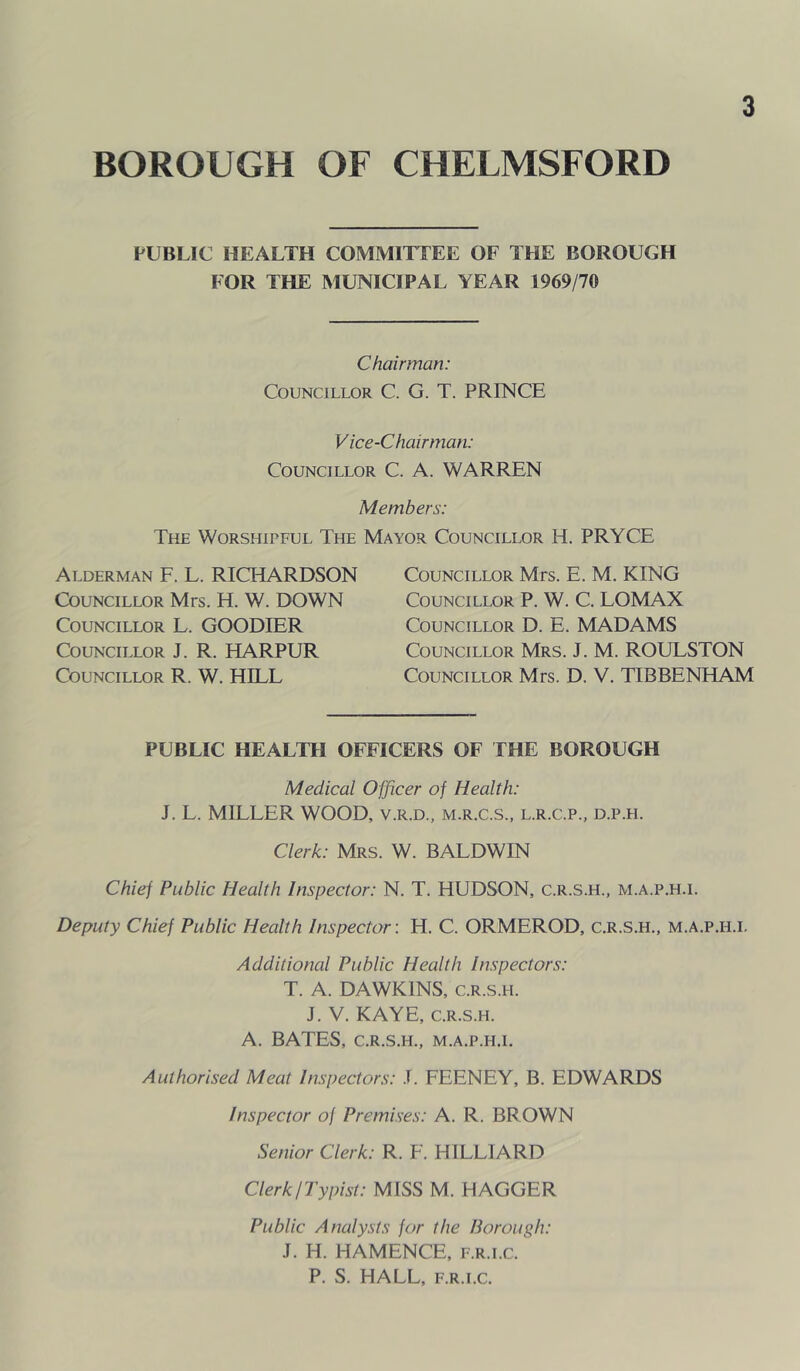 3
BOROUGH OF CHELMSFORD
PUBLIC HEALTH COMMITTEE OF THE BOROUGH
FOR THE MUNICIPAL YEAR 1969/70
Chairman:
COUNCILLOR C. G. T. PRINCE
Vice-Chairman:
COUNCILLOR C. A. WARREN
Members:
THE WORSHIPFUL THE MAYOR COUNCILLOR H. PRYCE
ALDERMAN F. L. RICHARDSON
COUNCILLOR Mrs. H. W. DOWN
COUNCILLOR L. GOODIER
COUNCILLOR J. R. HARPUR
COUNCILLOR R. W. HILL
COUNCILLOR Mrs. E. M. KING
COUNCILLOR P. W. C. LOMAX
COUNCILLOR D. E. MADAMS
COUNCILLOR MRS. J. M. ROULSTON
COUNCILLOR Mrs. D. V. TIBBENHAM
PUBLIC HEALTH OFFICERS OF THE BOROUGH
Medical Officer of Health:
J. L. MILLER WOOD, V.R.D., M.R.C.S., L.R.C.P., D.P.H.
Clerk: MRS. W. BALDWIN
Chief Public Health Inspector: N. T. HUDSON, C.R.S.H., M.A.P.H.I.
Deputy Chief Public Health Inspector: H. C. ORMEROD, C.R.S.H., M.A.P.H.I.
Additional Public Health Inspectors:
T. A. DAWKINS, C.R.S.H.
J. V. KAYE, C.R.S.H.
A. BATES, C.R.S.H., M.A.P.H.I.
Authorised Meat Inspectors: J. FEENEY, B. EDWARDS
Inspector of Premises: A. R. BROWN
Senior Clerk: R. F. HILLIARD
Clerk/Typist: MISS M. HAGGER
Public Analysts for the Borough:
J. H. HAMENCE, F.R.I.C.
P. S. HALL, F.R.I.C.